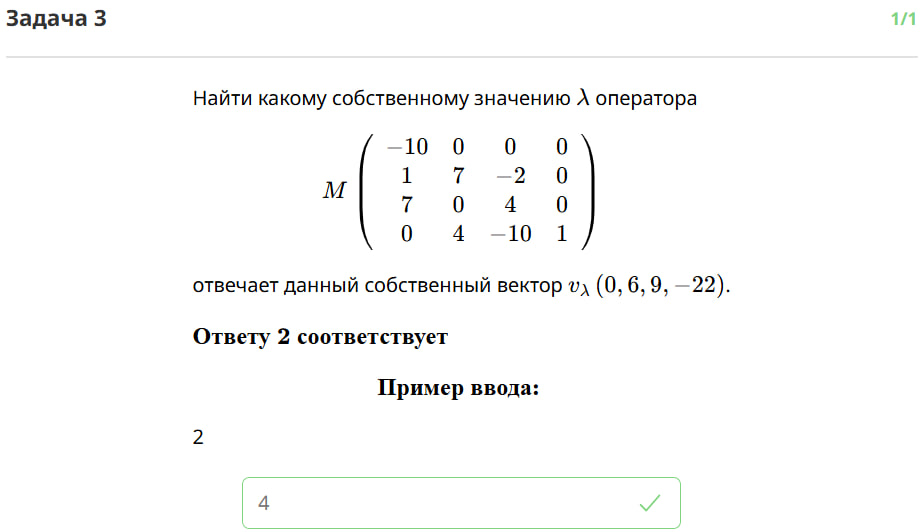 Задача 3
1/1
Найти какому собственному значению λ оператора
M
−10 0 0 0
1 7 −2 0
7 0 4 0
0 4 −10 1
отвечает данный собственный вектор vλ (0, 6, 9, −22).
Ответу 2 соответствует
Пример ввода:
2
4